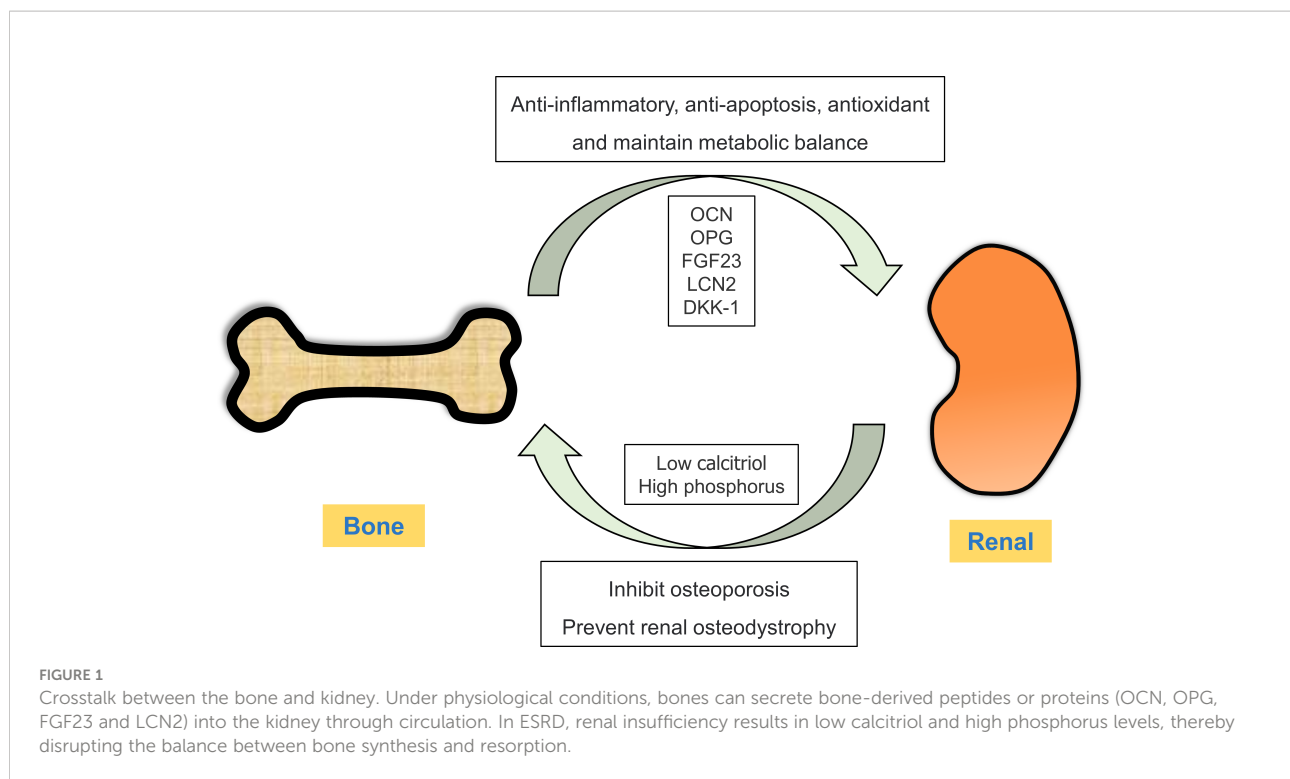 Anti-inflammatory, anti-apoptosis, antioxidant
and maintain metabolic balance
OCN
OPG
FGF23
LCN2
DKK-1
Low calcitriol
High phosphorus
Bone
Renal
Inhibit osteoporosis
Prevent renal osteodystrophy
FIGURE 1
Crosstalk between the bone and kidney. Under physiological conditions, bones can secrete bone-derived peptides or proteins (OCN, OPG,
FGF23 and LCN2) into the kidney through circulation. In ESRD, renal insufficiency results in low calcitriol and high phosphorus levels, thereby
disrupting the balance between bone synthesis and resorption.